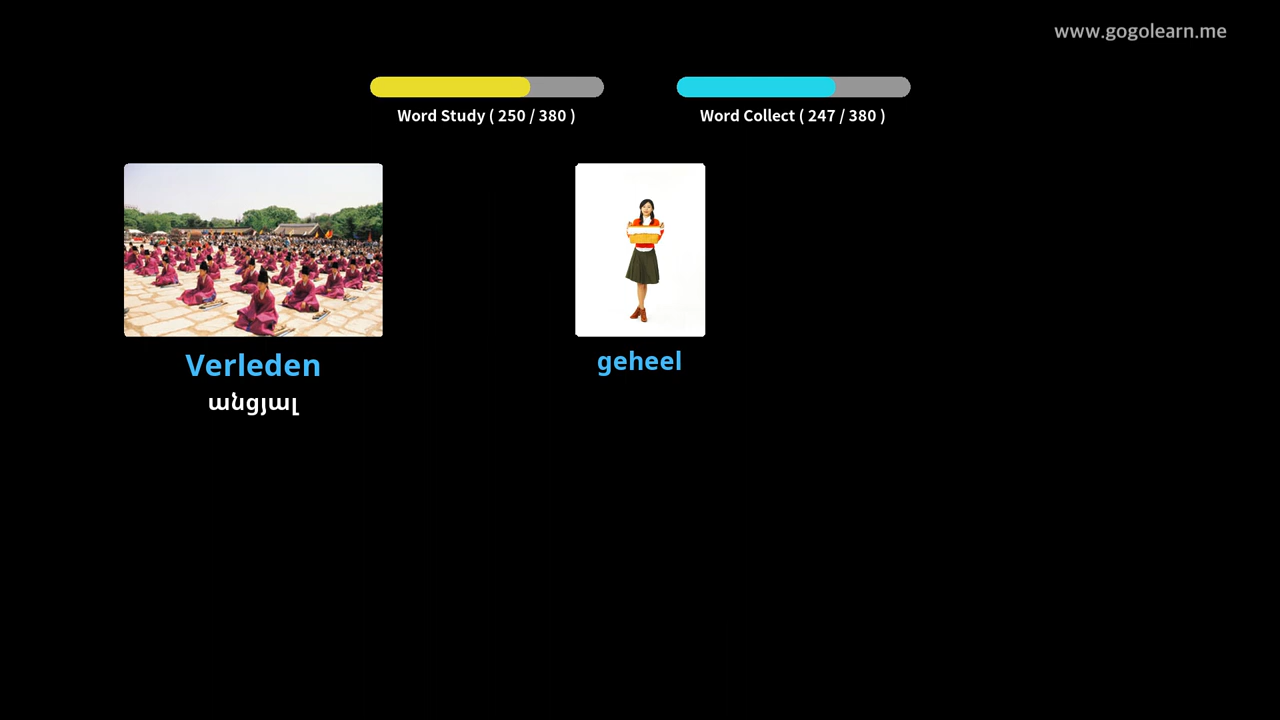 www.gogolearn.me
Word Study ( 250 / 380 )
Word Collect ( 247 / 380 )
Verleden
անցյալ
geheel